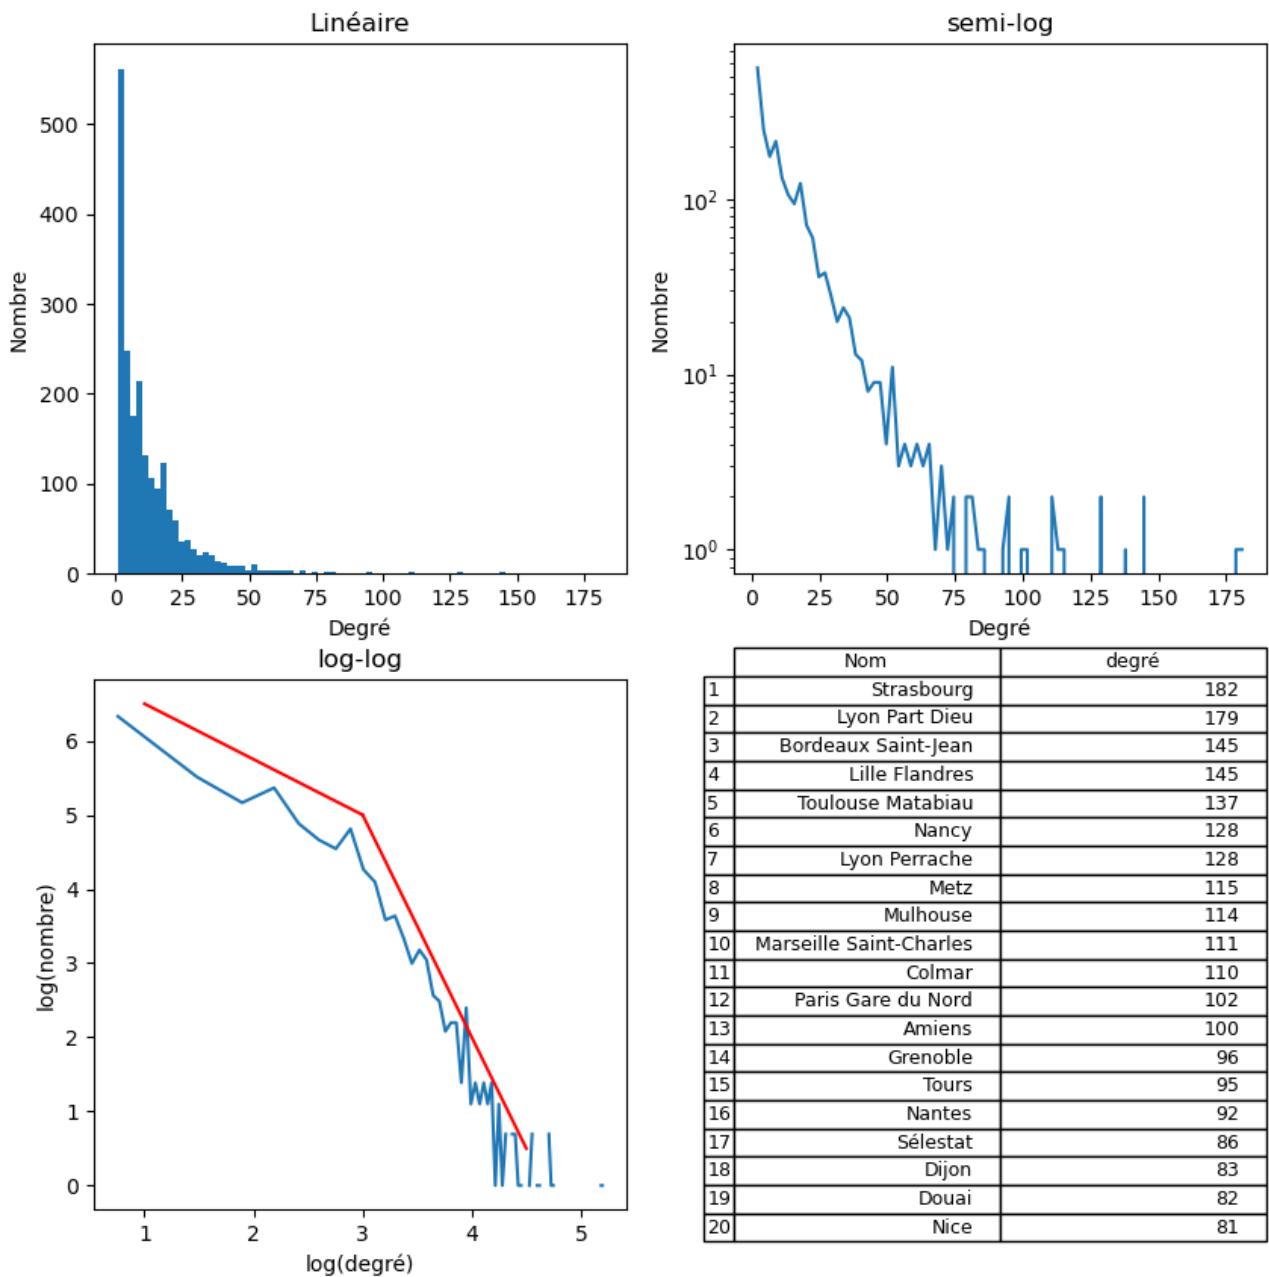 Linéaire
Nombre
500
400
300
200
100
0
0 25 50 75 100 125 150 175
Degré
semi-log
Nombre
10²
10¹
10⁰
0 25 50 75 100 125 150 175
Degré
log-log
log(nombre)
6
5
4
3
2
1
0
1 2 3 4 5
log(degré)
Nom degré
1 Strasbourg 182
2 Lyon Part Dieu 179
3 Bordeaux Saint-Jean 145
4 Lille Flandres 145
5 Toulouse Matabiau 137
6 Nancy 128
7 Lyon Perrache 128
8 Metz 115
9 Mulhouse 114
10 Marseille Saint-Charles 111
11 Colmar 110
12 Paris Gare du Nord 102
13 Amiens 100
14 Grenoble 96
15 Tours 95
16 Nantes 92
17 Sélestat 86
18 Dijon 83
19 Douai 82
20 Nice 81